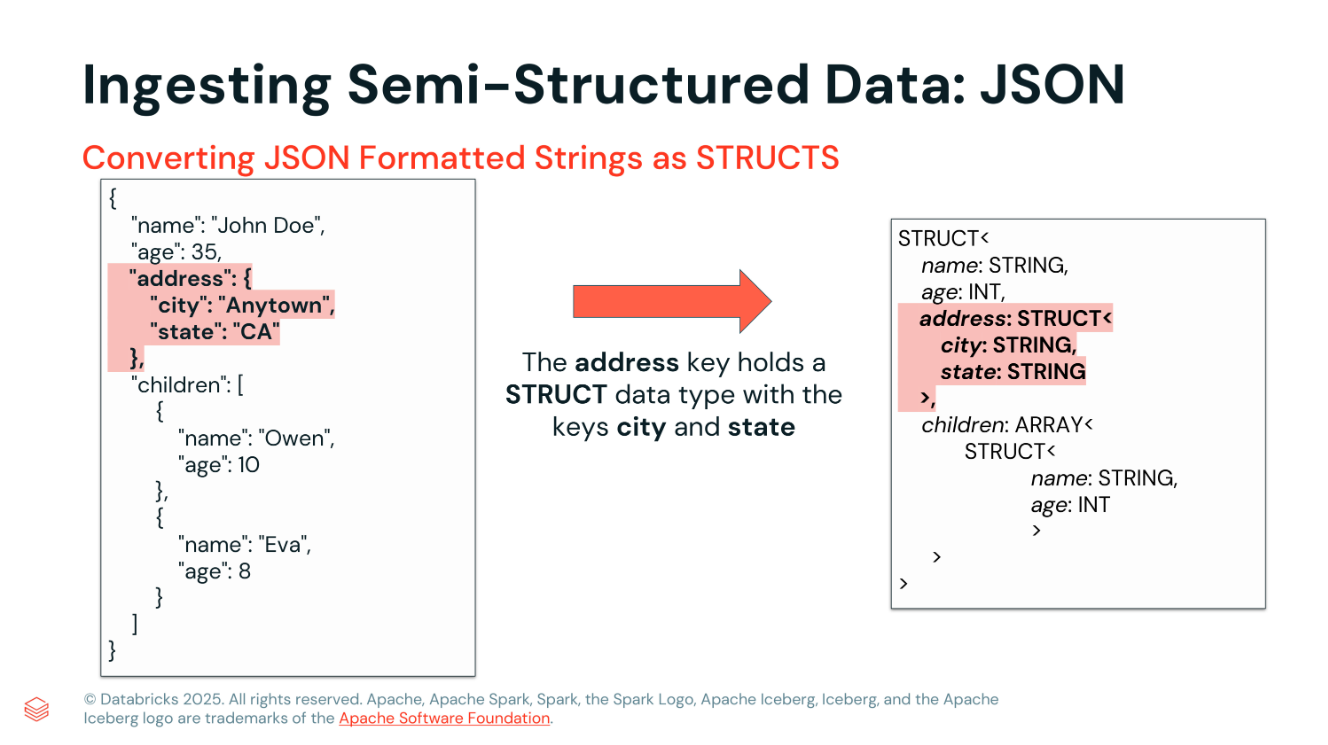 Ingesting Semi-Structured Data: JSON
Converting JSON Formatted Strings as STRUCTS
{
"name": "John Doe",
"age": 35,
"address": {
"city": "Anytown",
"state": "CA"
},
"children": [
{
"name": "Owen",
"age": 10
},
{
"name": "Eva",
"age": 8
}
]
}
The address key holds a
STRUCT data type with the
keys city and state
STRUCT<
name: STRING,
age: INT,
address: STRUCT<
city: STRING,
state: STRING
>,
children: ARRAY<
STRUCT<
name: STRING,
age: INT
>
>
>
© Databricks 2025. All rights reserved. Apache, Apache Spark, Spark, the Spark Logo, Apache Iceberg, Iceberg, and the Apache
Iceberg logo are trademarks of the Apache Software Foundation.